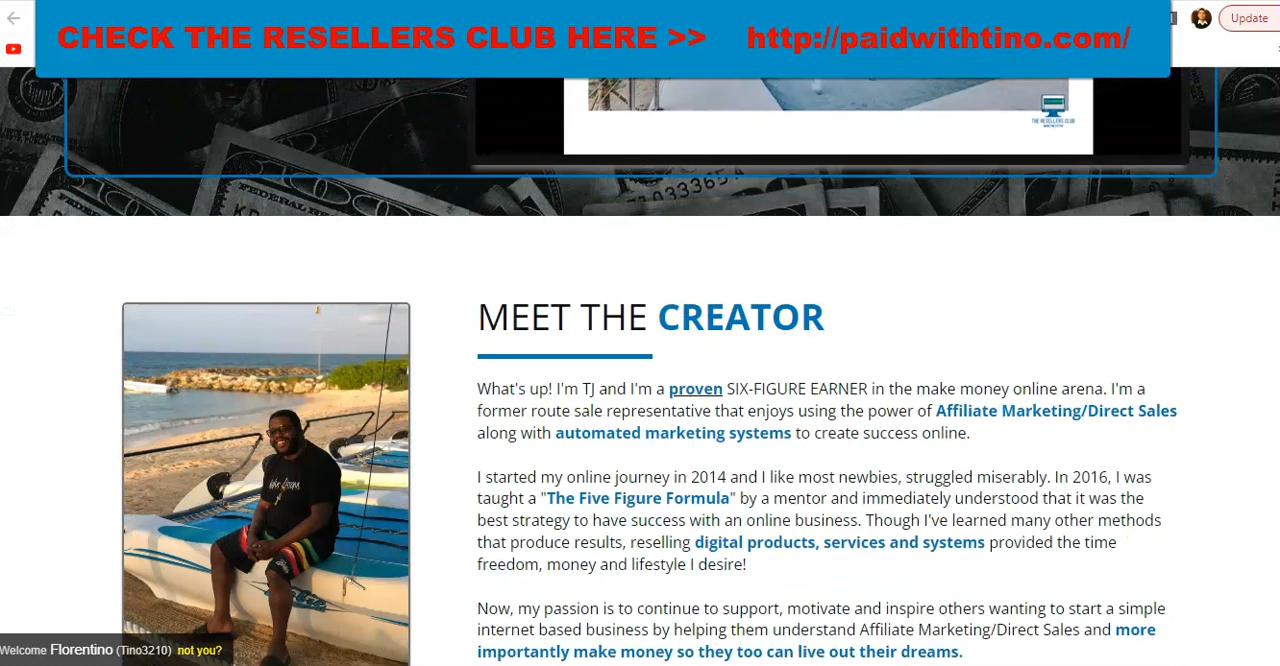 Update
CHECK THE RESELLERS CLUB HERE >> http://paidwithtino.com/
THE RESELLERS CLUB
MEET THE CREATOR
What's up! I'm TJ and I'm a proven SIX-FIGURE EARNER in the make money online arena. I'm a
former route sale representative that enjoys using the power of Affiliate Marketing/Direct Sales
along with automated marketing systems to create success online.
I started my online journey in 2014 and I like most newbies, struggled miserably. In 2016, I was
taught a "The Five Figure Formula" by a mentor and immediately understood that it was the
best strategy to have success with an online business. Though I've learned many other methods
that produce results, reselling digital products, services and systems provided the time
freedom, money and lifestyle I desire!
Now, my passion is to continue to support, motivate and inspire others wanting to start a simple
internet based business by helping them understand Affiliate Marketing/Direct Sales and more
importantly make money so they too can live out their dreams.
Welcome Florentino (Tino3210) not you?